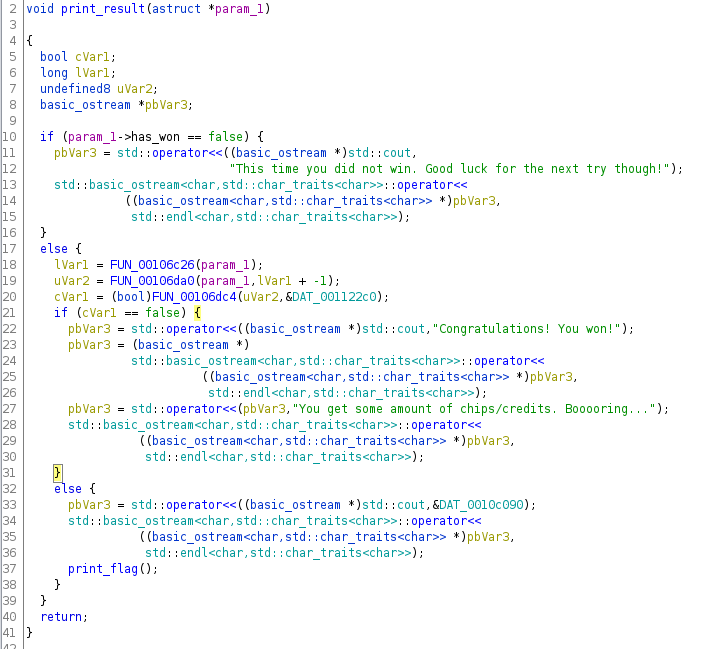 2 void print_result(astruct *param_1)
3
4 {
5 bool cVar1;
6 long lVar1;
7 undefined8 uVar2;
8 basic_ostream *pbVar3;
9
10 if (param_1->has_won == false) {
11 pbVar3 = std::operator<<((basic_ostream *)std::cout,
12 "This time you did not win. Good luck for the next try though!");
13 std::basic_ostream<char,std::char_traits<char>>::operator<<
14 ((basic_ostream<char,std::char_traits<char>> *)pbVar3,
15 std::endl<char,std::char_traits<char>>);
16 }
17 else {
18 lVar1 = FUN_00106c26(param_1);
19 uVar2 = FUN_00106da0(param_1,lVar1 + -1);
20 cVar1 = (bool)FUN_00106dc4(uVar2,&DAT_001122c0);
21 if (cVar1 == false) {
22 pbVar3 = std::operator<<((basic_ostream *)std::cout,"Congratulations! You won!");
23 pbVar3 = (basic_ostream *)
24 std::basic_ostream<char,std::char_traits<char>>::operator<<
25 ((basic_ostream<char,std::char_traits<char>> *)pbVar3,
26 std::endl<char,std::char_traits<char>>);
27 pbVar3 = std::operator<<(pbVar3,"You get some amount of chips/credits. Booooring...");
28 std::basic_ostream<char,std::char_traits<char>>::operator<<
29 ((basic_ostream<char,std::char_traits<char>> *)pbVar3,
30 std::endl<char,std::char_traits<char>>);
31 }
32 else {
33 pbVar3 = std::operator<<((basic_ostream *)std::cout,&DAT_0010c090);
34 std::basic_ostream<char,std::char_traits<char>>::operator<<
35 ((basic_ostream<char,std::char_traits<char>> *)pbVar3,
36 std::endl<char,std::char_traits<char>>);
37 print_flag();
38 }
39 }
40 return;
41 }
42